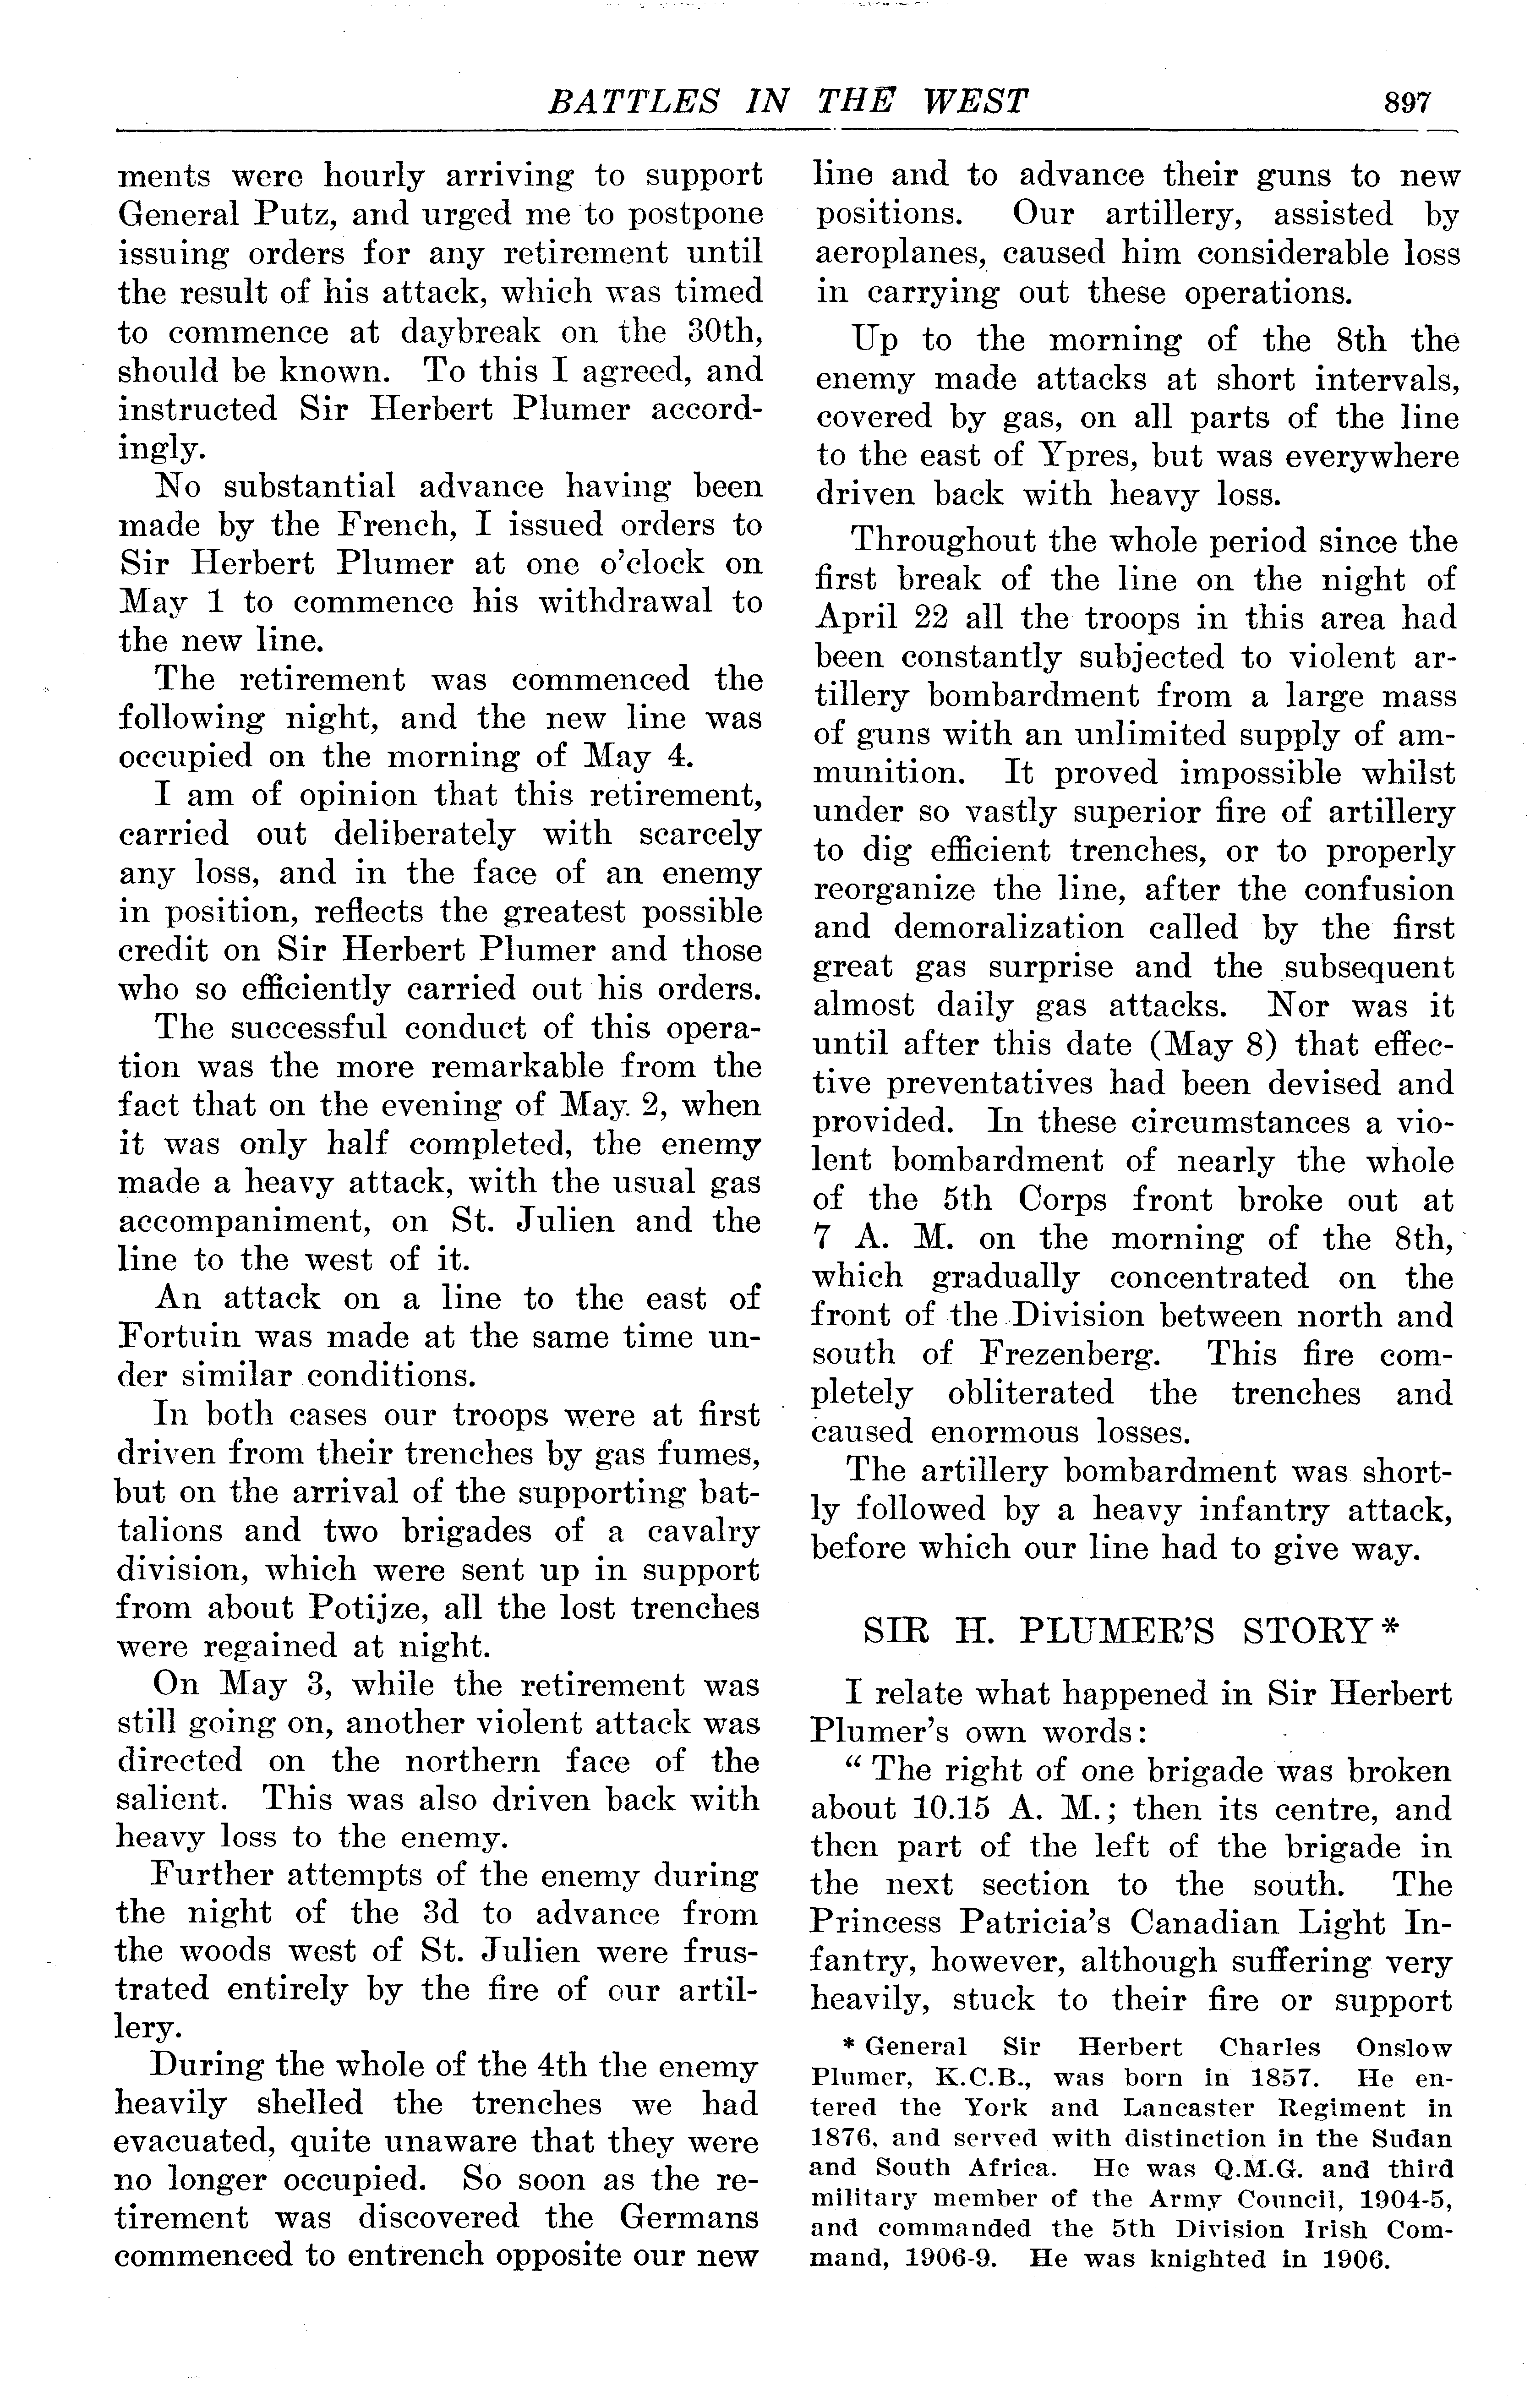 BATTLES IN THE WEST 897
ments were hourly arriving to support
General Putz, and urged me to postpone
issuing orders for any retirement until
the result of his attack, which was timed
to commence at daybreak on the 30th,
should be known. To this I agreed, and
instructed Sir Herbert Plumer accord-
ingly.
No substantial advance having been
made by the French, I issued orders to
Sir Herbert Plumer at one o'clock on
May 1 to commence his withdrawal to
the new line.
The retirement was commenced the
following night, and the new line was
occupied on the morning of May 4.
I am of opinion that this retirement,
carried out deliberately with scarcely
any loss, and in the face of an enemy
in position, reflects the greatest possible
credit on Sir Herbert Plumer and those
who so efficiently carried out his orders.
The successful conduct of this opera-
tion was the more remarkable from the
fact that on the evening of May 2, when
it was only half completed, the enemy
made a heavy attack, with the usual gas
accompaniment, on St. Julien and the
line to the west of it.
An attack on a line to the east of
Fortuin was made at the same time un-
der similar conditions.
In both cases our troops were at first
driven from their trenches by gas fumes,
but on the arrival of the supporting bat-
talions and two brigades of a cavalry
division, which were sent up in support
from about Potijze, all the lost trenches
were regained at night.
On May 3, while the retirement was
still going on, another violent attack was
directed on the northern face of the
salient. This was also driven back with
heavy loss to the enemy.
Further attempts of the enemy during
the night of the 3d to advance from
the woods west of St. Julien were frus-
trated entirely by the fire of our artil-
lery.
During the whole of the 4th the enemy
heavily shelled the trenches we had
evacuated, quite unaware that they were
no longer occupied. So soon as the re-
tirement was discovered the Germans
commenced to entrench opposite our new
line and to advance their guns to new
positions. Our artillery, assisted by
aeroplanes, caused him considerable loss
in carrying out these operations.
Up to the morning of the 8th the
enemy made attacks at short intervals,
covered by gas, on all parts of the line
to the east of Ypres, but was everywhere
driven back with heavy loss.
Throughout the whole period since the
first break of the line on the night of
April 22 all the troops in this area had
been constantly subjected to violent ar-
tillery bombardment from a large mass
of guns with an unlimited supply of am-
munition. It proved impossible whilst
under so vastly superior fire of artillery
to dig efficient trenches, or to properly
reorganize the line, after the confusion
and demoralization called by the first
great gas surprise and the subsequent
almost daily gas attacks. Nor was it
until after this date (May 8) that effec-
tive preventatives had been devised and
provided. In these circumstances a vio-
lent bombardment of nearly the whole
of the 5th Corps front broke out at
7 A. M. on the morning of the 8th,
which gradually concentrated on the
front of the Division between north and
south of Frezenberg. This fire com-
pletely obliterated the trenches and
caused enormous losses.
The artillery bombardment was short-
ly followed by a heavy infantry attack,
before which our line had to give way.
SIR H. PLUMER'S STORY*
I relate what happened in Sir Herbert
Plumer's own words:
"The right of one brigade was broken
about 10.15 A. M.; then its centre, and
then part of the left of the brigade in
the next section to the south. The
Princess Patricia's Canadian Light In-
fantry, however, although suffering very
heavily, stuck to their fire or support
* General Sir Herbert Charles Onslow
Plumer, K.C.B., was born in 1857. He en-
tered the York and Lancaster Regiment in
1876, and served with distinction in the Sudan
and South Africa. He was Q.M.G. and third
military member of the Army Council, 1904-5,
and commanded the 5th Division Irish Com-
mand, 1906-9. He was knighted in 1906.